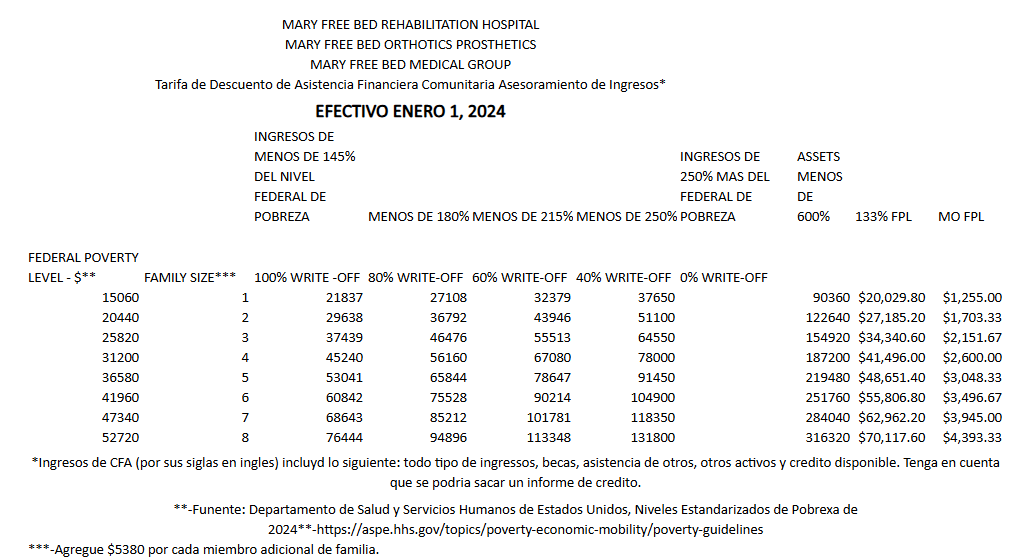 MARY FREE BED REHABILITATION HOSPITAL
MARY FREE BED ORTHOTICS PROSTHETICS
MARY FREE BED MEDICAL GROUP
Tarifa de Descuento de Asistencia Financiera Comunitaria Asesoramiento de Ingresos*
EFECTIVO ENERO 1, 2024
INGRESOS DE
MENOS DE 145% INGRESOS DE ASSETS
DEL NIVEL 250% MAS DEL MENOS
FEDERAL DE FEDERAL DE DE
POBREZA MENOS DE 180% MENOS DE 215% MENOS DE 250% POBREZA 600% 133% FPL MO FPL
FEDERAL POVERTY
LEVEL - $** FAMILY SIZE*** 100% WRITE -OFF 80% WRITE-OFF 60% WRITE-OFF 40% WRITE-OFF 0% WRITE-OFF
15060 1 21837 27108 32379 37650 90360 $20,029.80 $1,255.00
20440 2 29638 36792 43946 51100 122640 $27,185.20 $1,703.33
25820 3 37439 46476 55513 64550 154920 $34,340.60 $2,151.67
31200 4 45240 56160 67080 78000 187200 $41,496.00 $2,600.00
36580 5 53041 65844 78647 91450 219480 $48,651.40 $3,048.33
41960 6 60842 75528 90214 104900 251760 $55,806.80 $3,496.67
47340 7 68643 85212 101781 118350 284040 $62,962.20 $3,945.00
52720 8 76444 94896 113348 131800 316320 $70,117.60 $4,393.33
*Ingresos de CFA (por sus siglas en ingles) incluyd lo siguiente: todo tipo de ingressos, becas, asistencia de otros, otros activos y credito disponible. Tenga en cuenta
que se podria sacar un informe de credito.
**-Funente: Departamento de Salud y Servicios Humanos de Estados Unidos, Niveles Estandarizados de Pobrexa de
2024**-https://aspe.hhs.gov/topics/poverty-economic-mobility/poverty-guidelines
***-Agregue $5380 por cada miembro adicional de familia.